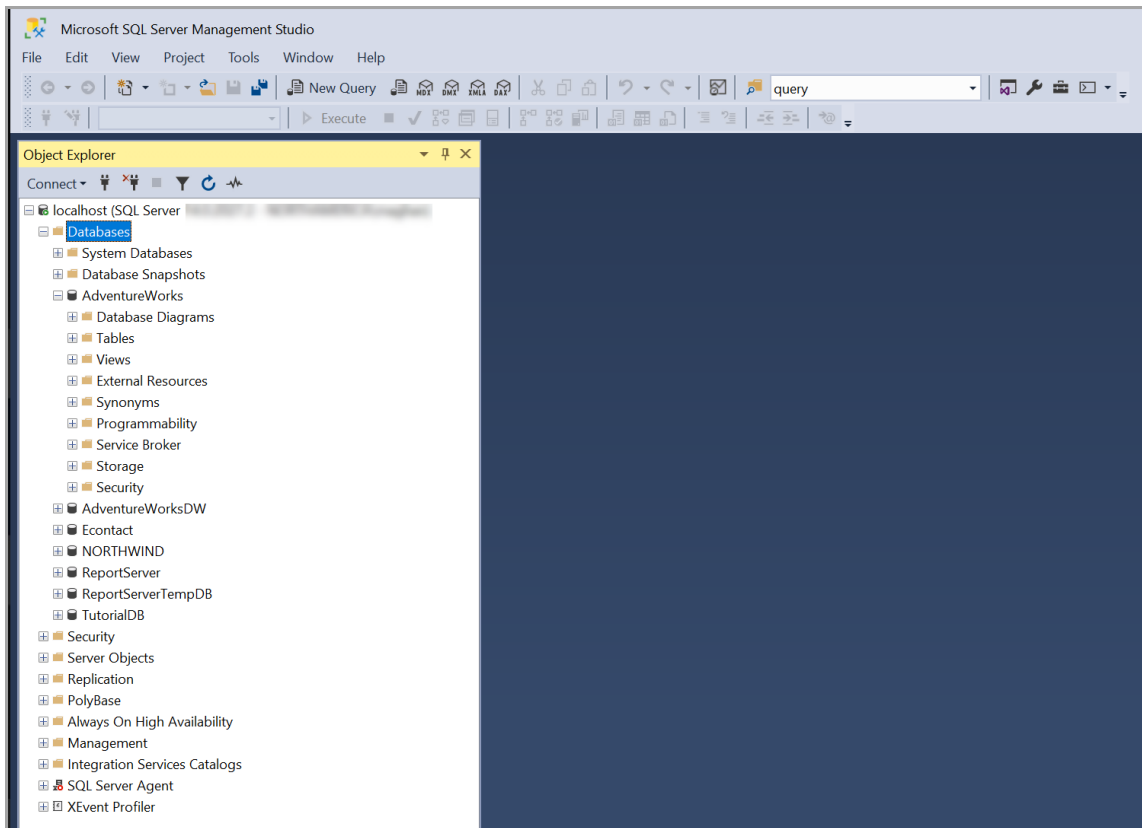 Microsoft SQL Server Management Studio
File Edit View Project Tools Window Help
New Query MDX DMX XMLA DAX query
Execute
Object Explorer
Connect
localhost (SQL Server
Databases
System Databases
Database Snapshots
AdventureWorks
Database Diagrams
Tables
Views
External Resources
Synonyms
Programmability
Service Broker
Storage
Security
AdventureWorksDW
Econtact
NORTHWIND
ReportServer
ReportServerTempDB
TutorialDB
Security
Server Objects
Replication
PolyBase
Always On High Availability
Management
Integration Services Catalogs
SQL Server Agent
XEvent Profiler